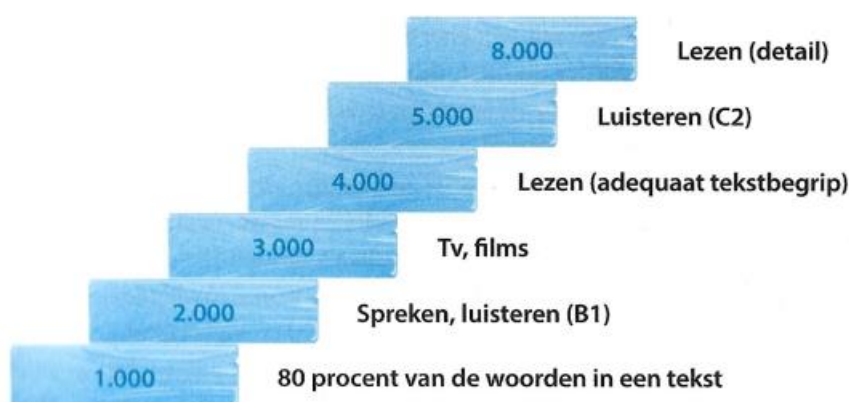 8.000 Lezen (detail)
5.000 Luisteren (C2)
4.000 Lezen (adequaat tekstbegrip)
3.000 Tv, films
2.000 Spreken, luisteren (B1)
1.000 80 procent van de woorden in een tekst